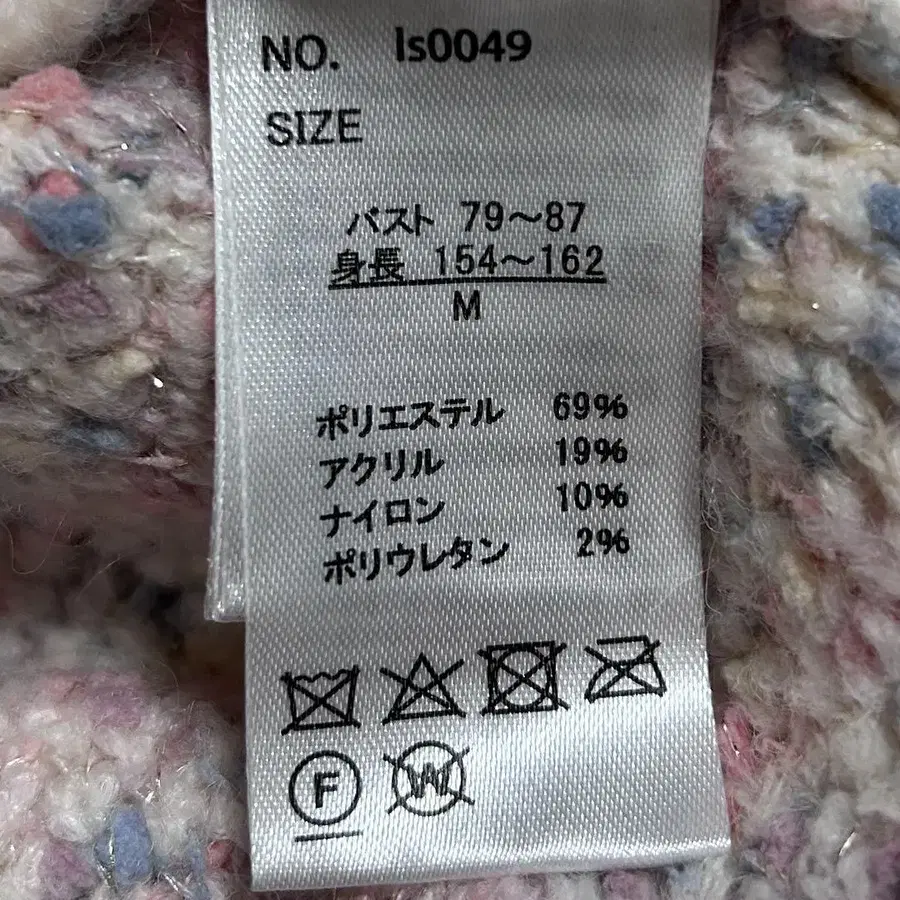 NO. ls0049
SIZE
バスト 79～87
身長 154～162
M
ポリエステル 69%
アクリル 19%
ナイロン 10%
ポリウレタン 2%
F W